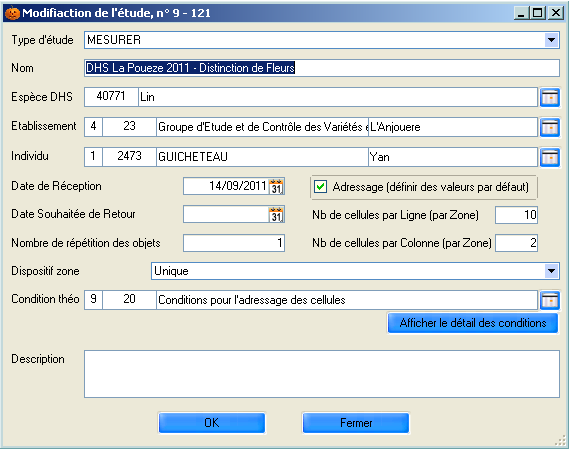 Modifiaction de l'étude, n° 9 - 121
Type d'étude MESURER
Nom DHS La Poueze 2011 - Distinction de Fleurs
Espèce DHS 40771 Lin
Etablissement 4 23 Groupe d'Etude et de Contrôle des Variétés e L'Anjouere
Individu 1 2473 GUICHETEAU Yan
Date de Réception 14/09/2011 31 Adressage (définir des valeurs par défaut)
Date Souhaitée de Retour 31 Nb de cellules par Ligne (par Zone) 10
Nombre de répétition des objets 1 Nb de cellules par Colonne (par Zone) 2
Dispositif zone Unique
Condition théo 9 20 Conditions pour l'adressage des cellules
Afficher le détail des conditions
Description
OK Fermer